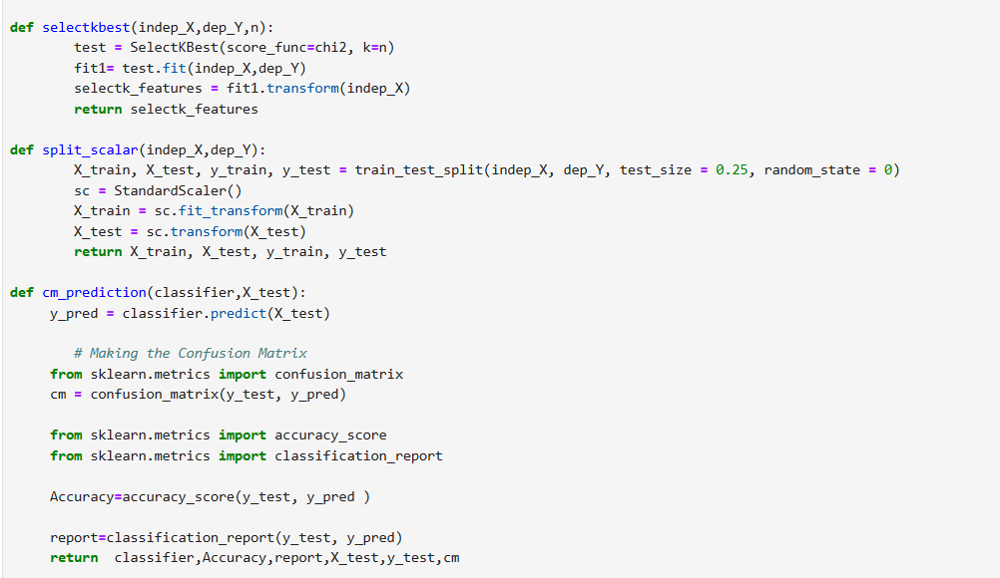 def selectkbest(indep_X,dep_Y,n):
        test = SelectKBest(score_func=chi2, k=n)
        fit1= test.fit(indep_X,dep_Y)
        selectk_features = fit1.transform(indep_X)
        return selectk_features

def split_scalar(indep_X,dep_Y):
        X_train, X_test, y_train, y_test = train_test_split(indep_X, dep_Y, test_size = 0.25, random_state = 0)
        sc = StandardScaler()
        X_train = sc.fit_transform(X_train)
        X_test = sc.transform(X_test)
        return X_train, X_test, y_train, y_test

def cm_prediction(classifier,X_test):
     y_pred = classifier.predict(X_test)

        # Making the Confusion Matrix
     from sklearn.metrics import confusion_matrix
     cm = confusion_matrix(y_test, y_pred)

     from sklearn.metrics import accuracy_score
     from sklearn.metrics import classification_report

     Accuracy=accuracy_score(y_test, y_pred )

     report=classification_report(y_test, y_pred)
     return  classifier,Accuracy,report,X_test,y_test,cm